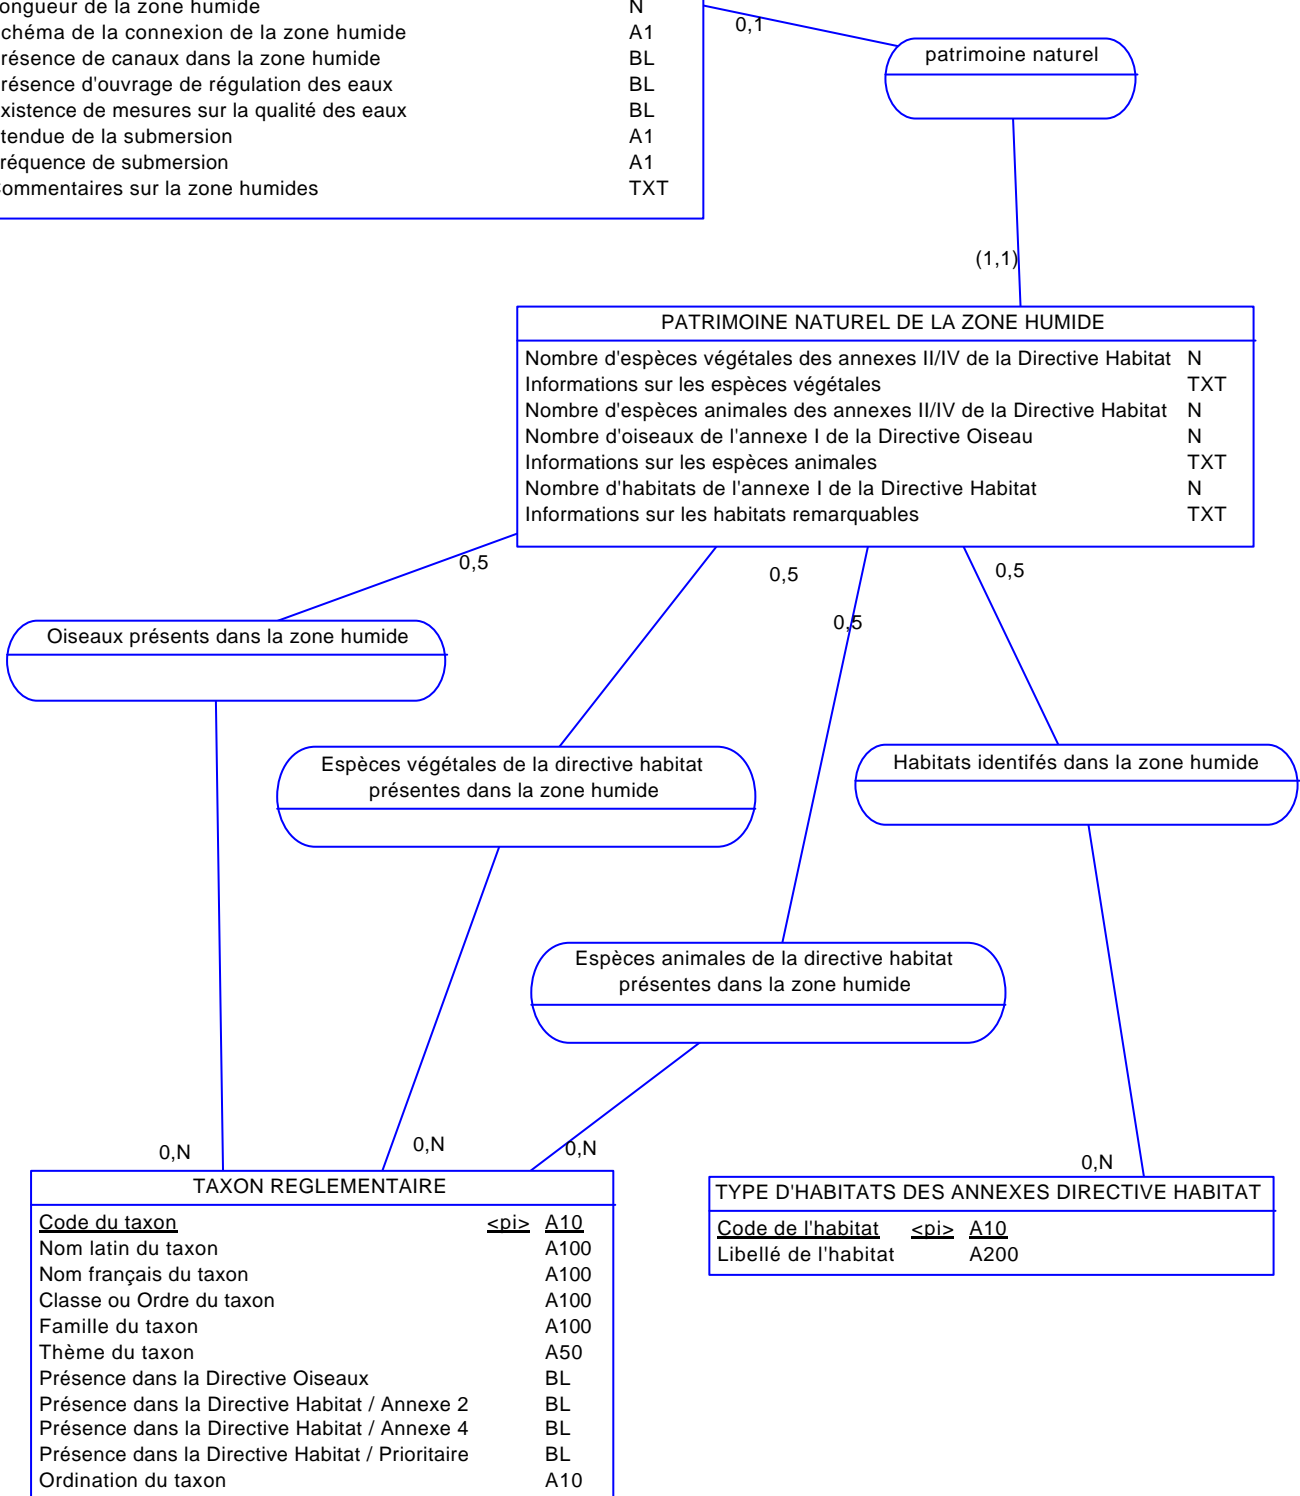 ongueur de la zone humide N
chéma de la connexion de la zone humide A1
résence de canaux dans la zone humide BL
résence d'ouvrage de régulation des eaux BL
xistence de mesures sur la qualité des eaux BL
tendue de la submersion A1
réquence de submersion A1
ommentaires sur la zone humides TXT
0,1
patrimoine naturel
(1,1)
PATRIMOINE NATUREL DE LA ZONE HUMIDE
Nombre d'espèces végétales des annexes II/IV de la Directive Habitat N
Informations sur les espèces végétales TXT
Nombre d'espèces animales des annexes II/IV de la Directive Habitat N
Nombre d'oiseaux de l'annexe I de la Directive Oiseau N
Informations sur les espèces animales TXT
Nombre d'habitats de l'annexe I de la Directive Habitat N
Informations sur les habitats remarquables TXT
0,5
0,5
0,5
0,5
Oiseaux présents dans la zone humide
Espèces végétales de la directive habitat
présentes dans la zone humide
Habitats identifés dans la zone humide
Espèces animales de la directive habitat
présentes dans la zone humide
0,N
0,N
0,N
0,N
TAXON REGLEMENTAIRE
Code du taxon <pi> A10
Nom latin du taxon A100
Nom français du taxon A100
Classe ou Ordre du taxon A100
Famille du taxon A100
Thème du taxon A50
Présence dans la Directive Oiseaux BL
Présence dans la Directive Habitat / Annexe 2 BL
Présence dans la Directive Habitat / Annexe 4 BL
Présence dans la Directive Habitat / Prioritaire BL
Ordination du taxon A10
TYPE D'HABITATS DES ANNEXES DIRECTIVE HABITAT
Code de l'habitat <pi> A10
Libellé de l'habitat A200